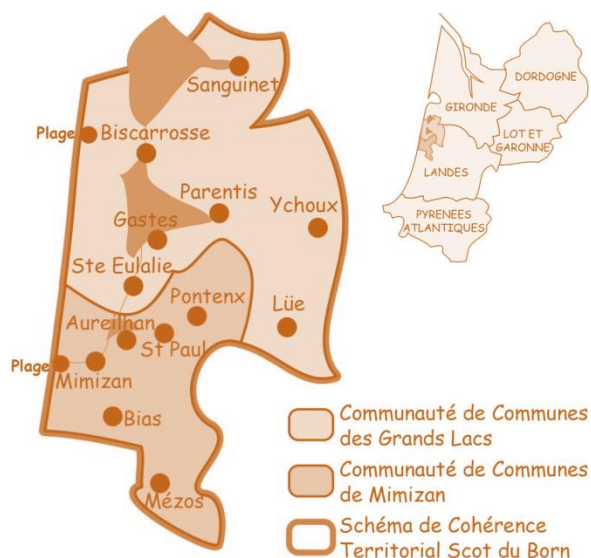 Sanguinet
Plage
Biscarrosse
Parentis
Ychoux
Gastes
Ste Eulalie
Pontenx
Lüe
Aureilhan
St Paul
Plage
Mimizan
Bias
Mézos
DORDOGNE
GIRONDE
LOT ET
GARONNE
LANDES
PYRENEES
ATLANTIQUES
Communauté de Communes
des Grands Lacs
Communauté de Communes
de Mimizan
Schéma de Cohérence
Territorial Scot du Born